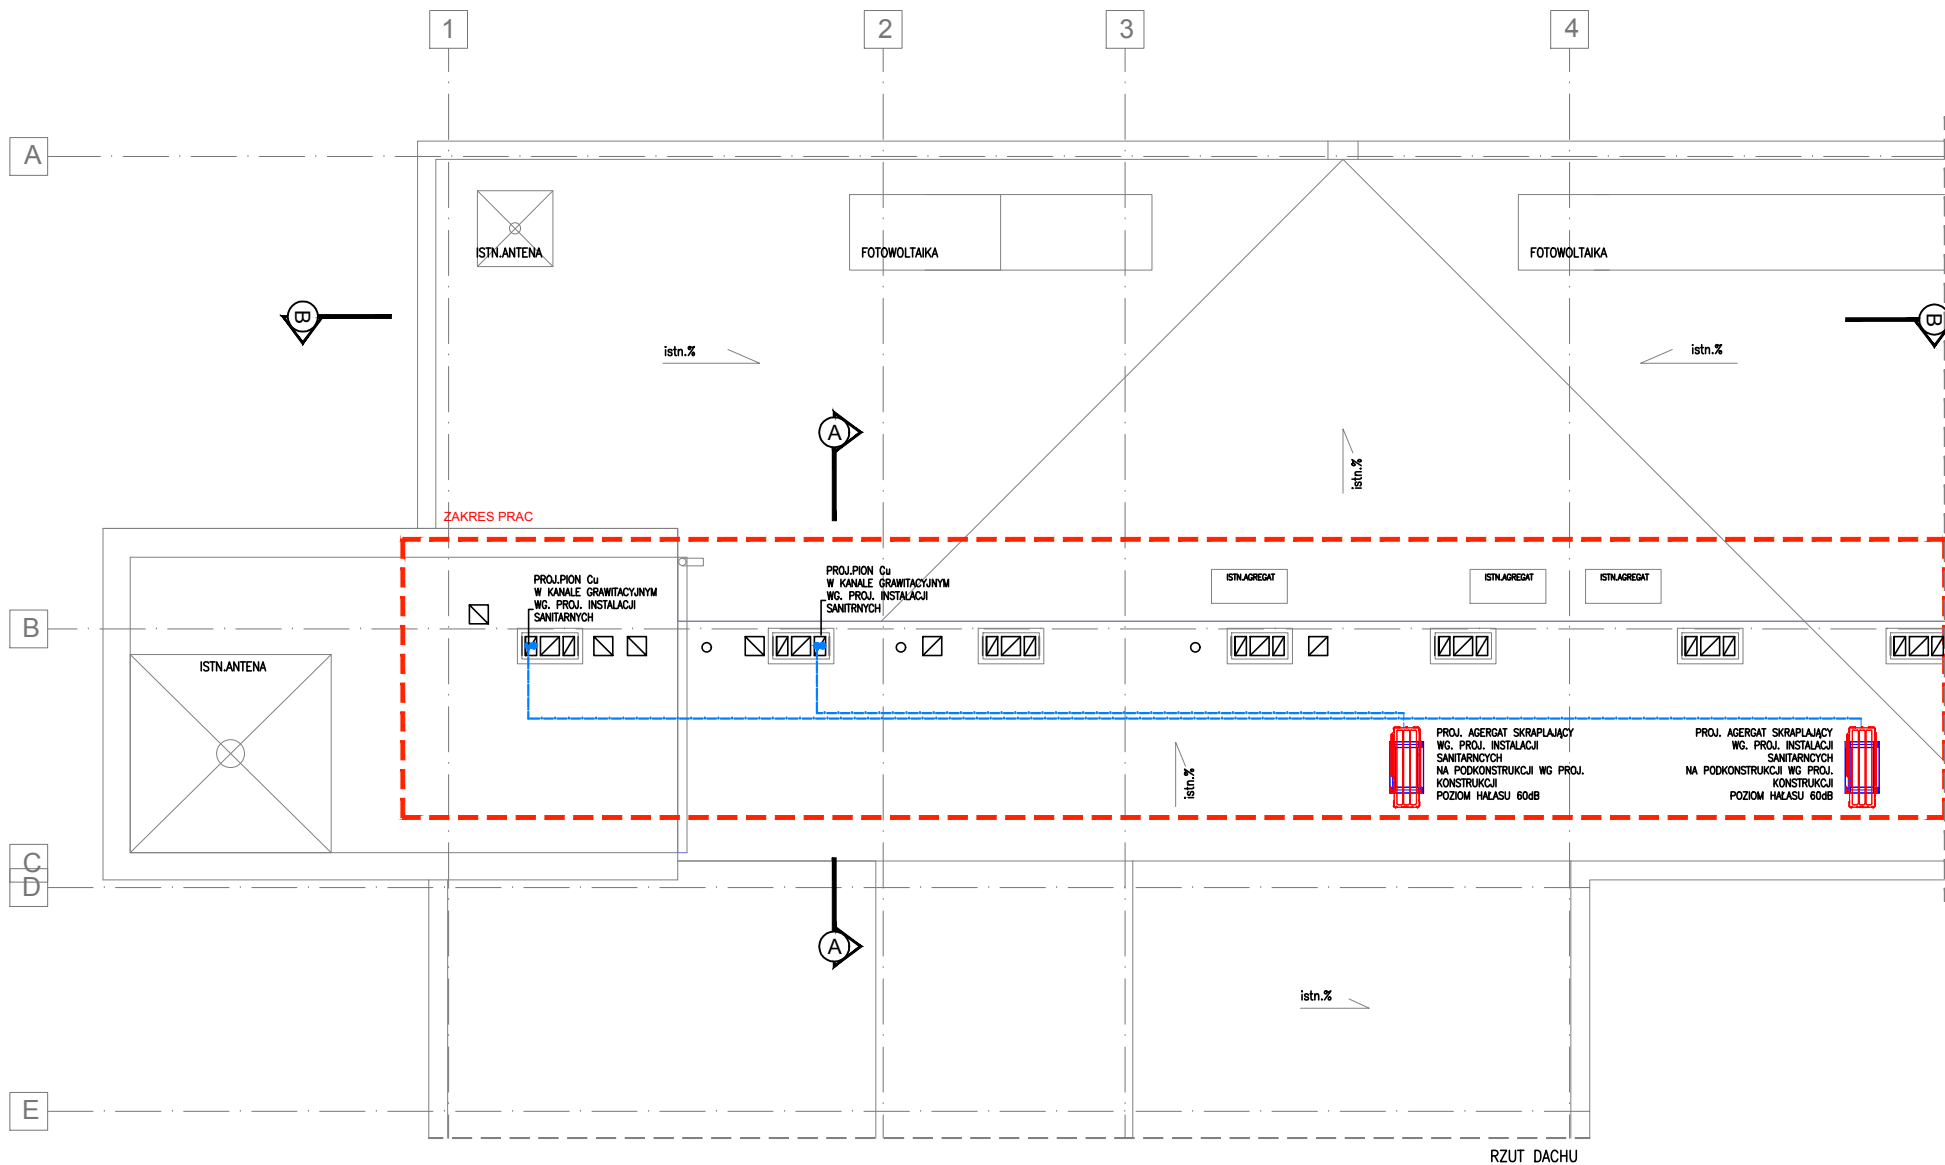 1
2
3
4
A
ISTN.ANTENA
FOTOWOLTAIKA
FOTOWOLTAIKA
B
B
istn.%
istn.%
A
istn.%
ZAKRES PRAC
PROJ.PION Cu
W KANALE GRAWITACYJNYM
WG. PROJ. INSTALACJI
SANITARNYCH
PROJ.PION Cu
W KANALE GRAWITACYJNYM
WG. PROJ. INSTALACJI
SANITRNYCH
ISTN.AGREGAT
ISTN.AGREGAT
ISTN.AGREGAT
B
ISTN.ANTENA
istn.%
PROJ. AGERGAT SKRAPLAJĄCY
WG. PROJ. INSTALACJI
SANITARNCYCH
NA PODKONSTRUKCJI WG PROJ.
KONSTRUKCJI
POZIOM HAŁASU 60dB
PROJ. AGERGAT SKRAPLAJĄCY
WG. PROJ. INSTALACJI
SANITARNCYCH
NA PODKONSTRUKCJI WG PROJ.
KONSTRUKCJI
POZIOM HAŁASU 60dB
C
D
A
istn.%
E
RZUT DACHU